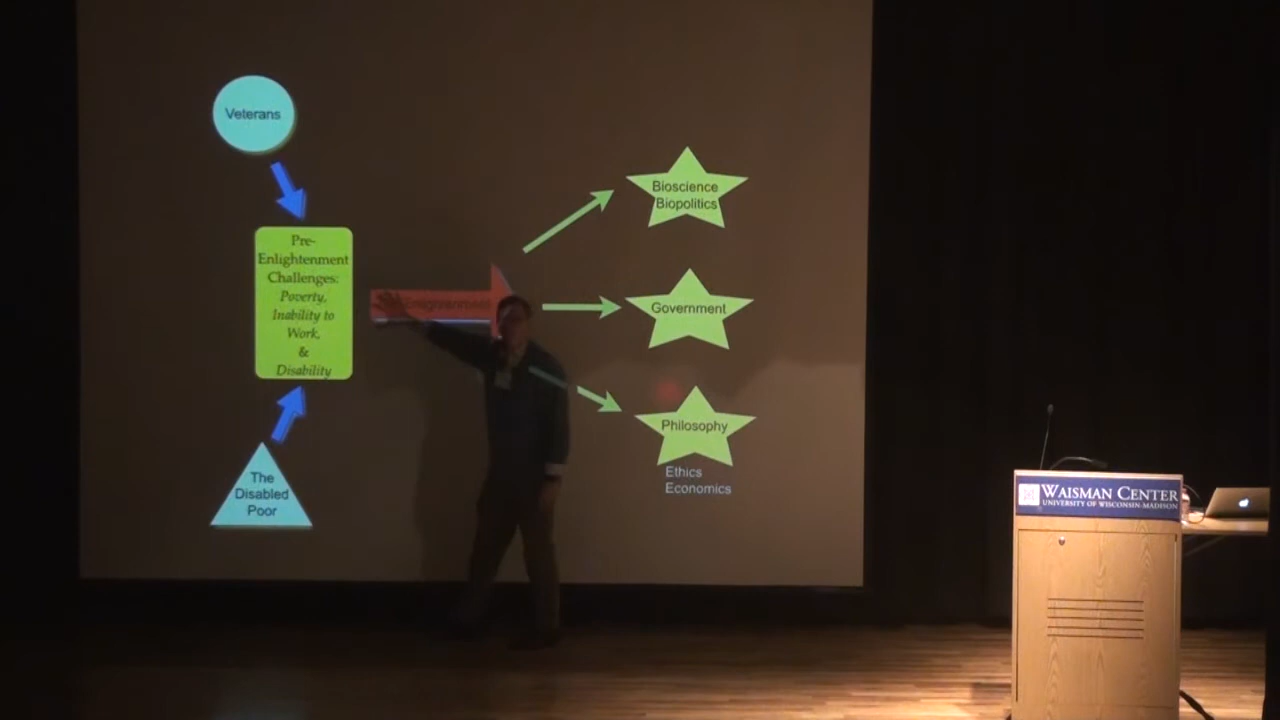 Veterans
Pre-
Enlightenment
Challenges:
Poverty,
Inability to
Work,
&
Disability
The
Disabled
Poor
Enlightenment
Bioscience
Biopolitics
Government
Philosophy
Ethics
Economics
WAISMAN CENTER
UNIVERSITY OF WISCONSIN-MADISON